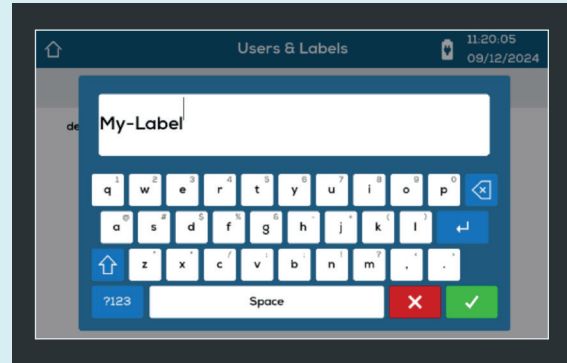 Users & Labels
11:20:05
09/12/2024
de
My-Label
1 2 3 4 5 6 7 8 9 0
q w e r t y u i o p
@ # $ % &
a s d f g h j k l
z x c v b n m , .
?123
Space